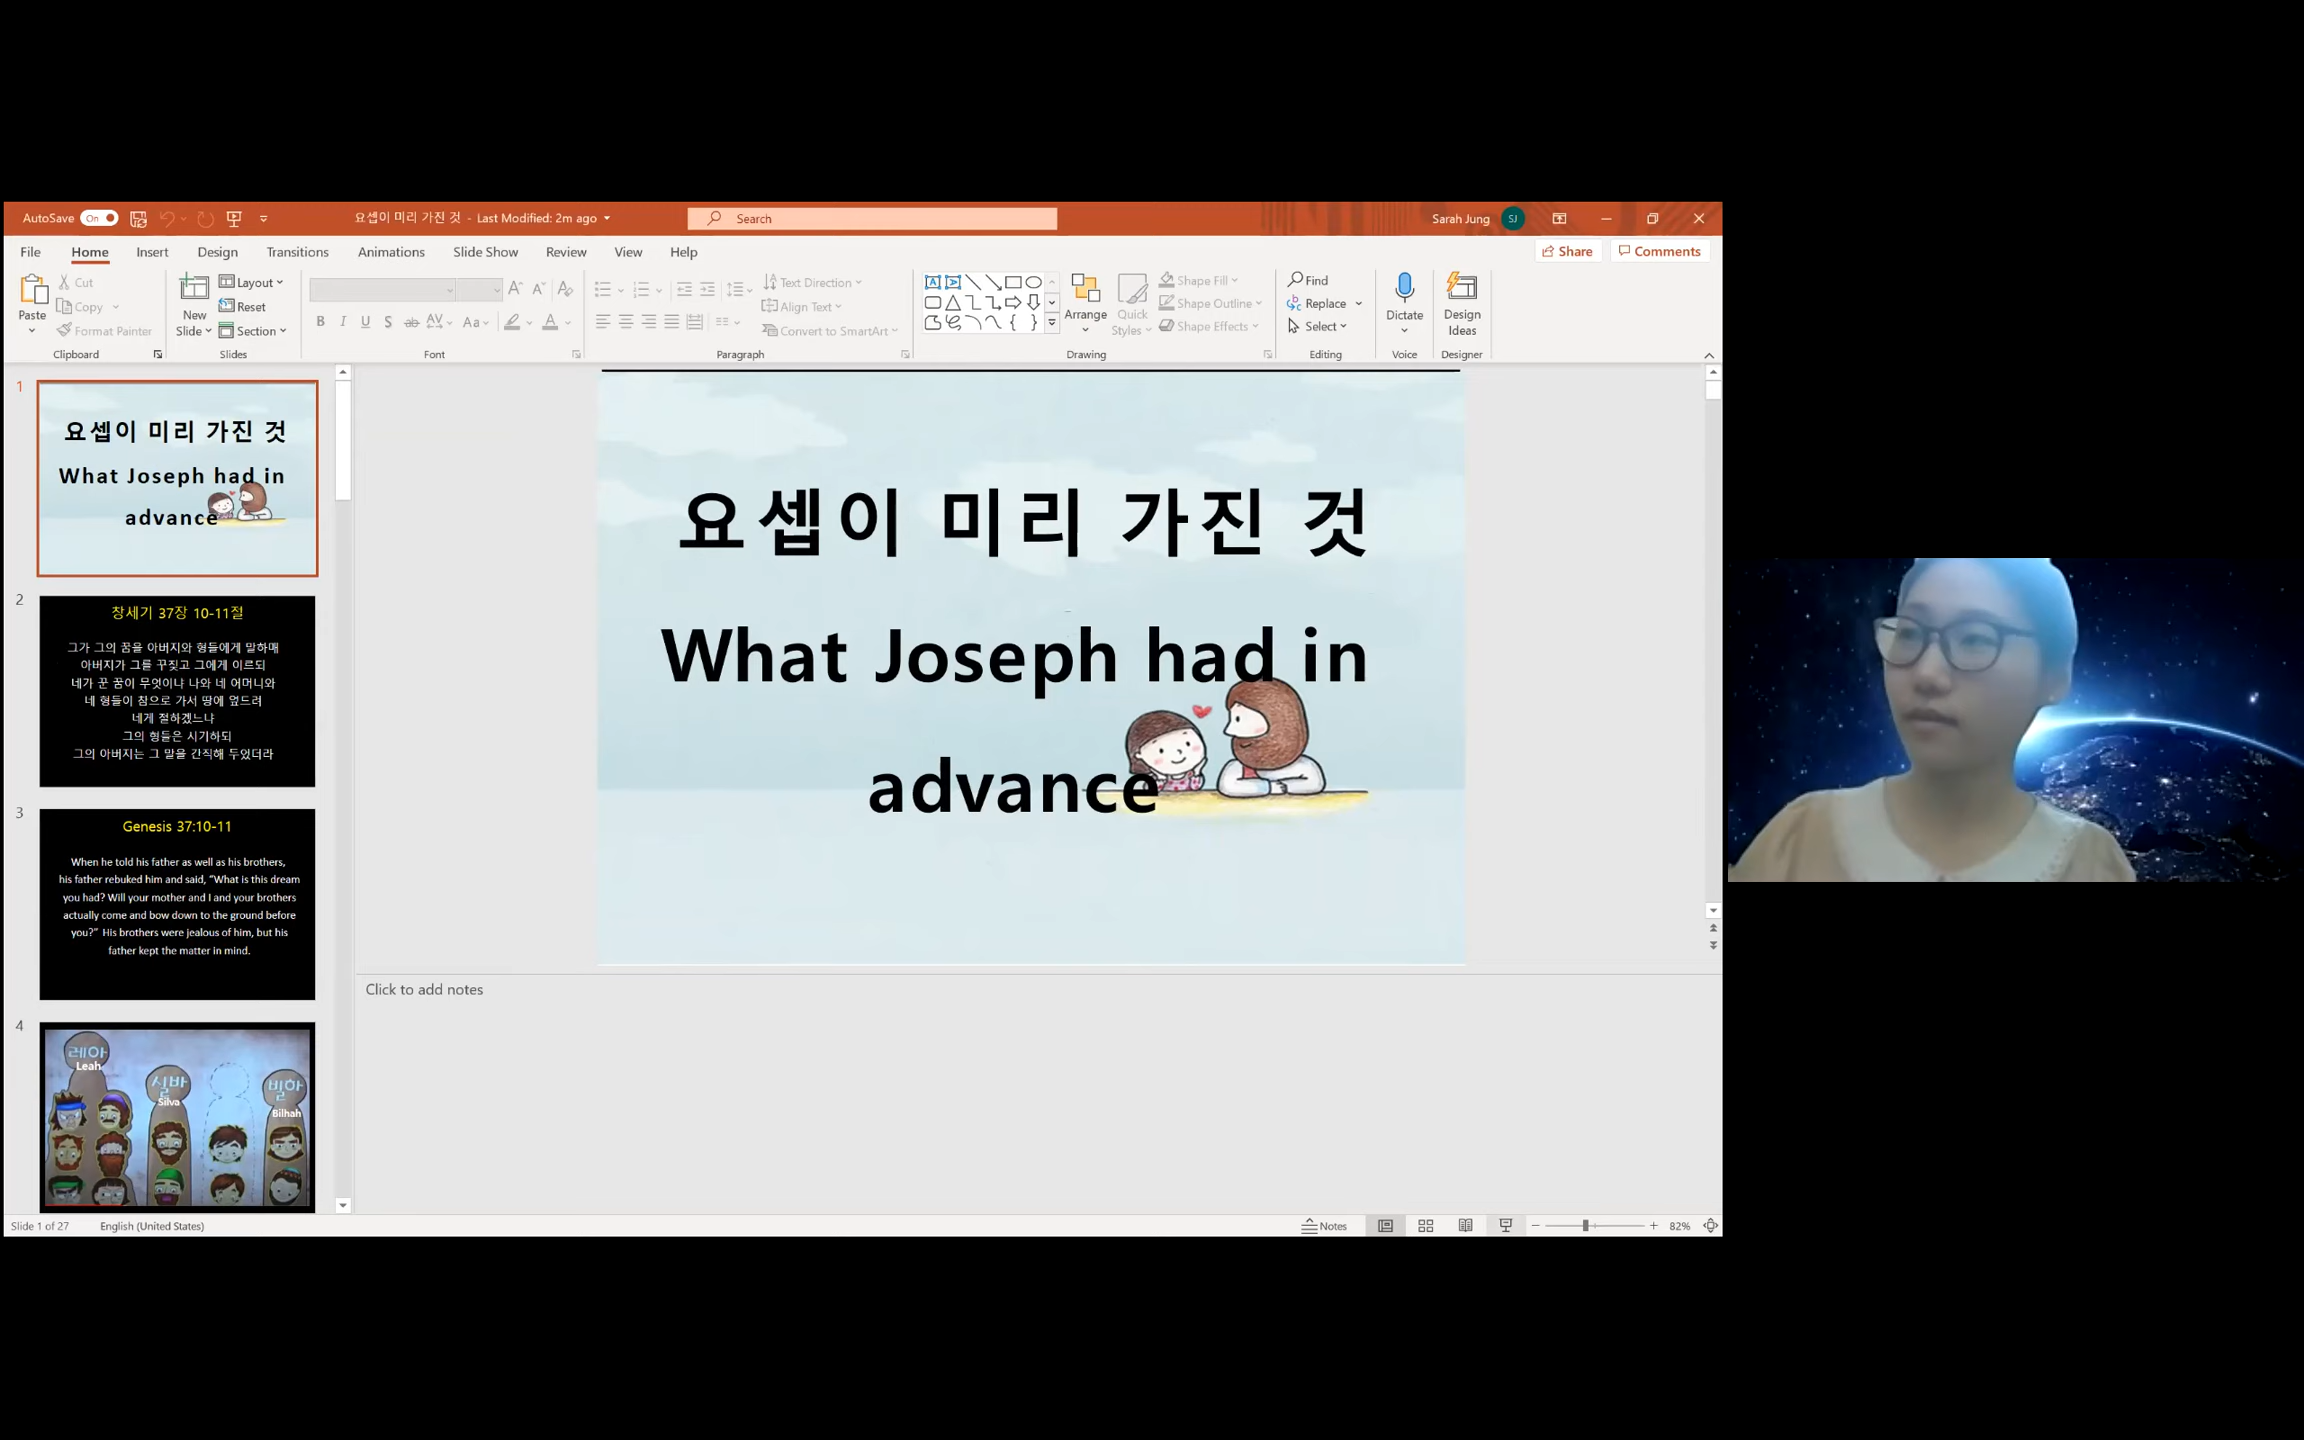 AutoSave On 요셉이 미리 가진 것 - Last Modified: 2m ago Search Sarah Jung SJ
File Home Insert Design Transitions Animations Slide Show Review View Help Share Comments
Paste
Cut
Copy
Format Painter
Clipboard
New
Slide
Layout
Reset
Section
Slides
B I U S ab AV Aa A
Font
Text Direction
Align Text
Convert to SmartArt
Paragraph
Arrange
Quick
Styles
Shape Fill
Shape Outline
Shape Effects
Drawing
Find
Replace
Select
Editing
Dictate
Voice
Design
Ideas
Designer
1
요셉이 미리 가진 것
What Joseph had in
advance
2
창세기 37장 10-11절
그가 그의 꿈을 아버지와 형들에게 말하매
아버지가 그를 꾸짖고 그에게 이르되
네가 꾼 꿈이 무엇이냐 나와 네 어머니와
네 형들이 참으로 가서 땅에 엎드려
네게 절하겠느냐
그의 형들은 시기하되
그의 아버지는 그 말을 간직해 두었더라
3
Genesis 37:10-11
When he told his father as well as his brothers,
his father rebuked him and said, “What is this dream
you had? Will your mother and I and your brothers
actually come and bow down to the ground before
you?” His brothers were jealous of him, but his
father kept the matter in mind.
4
레아
Leah
실바
Silva
빌하
Bilhah
요셉이 미리 가진 것
What Joseph had in
advance
Click to add notes
Slide 1 of 27 English (United States) Notes 82%